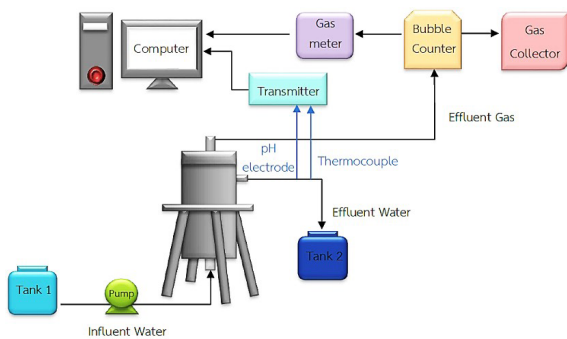 Computer
Gas
meter
Bubble
Counter
Gas
Collector
Transmitter
Effluent Gas
pH
electrode
Thermocouple
Effluent Water
Tank 2
Tank 1
Pump
Influent Water